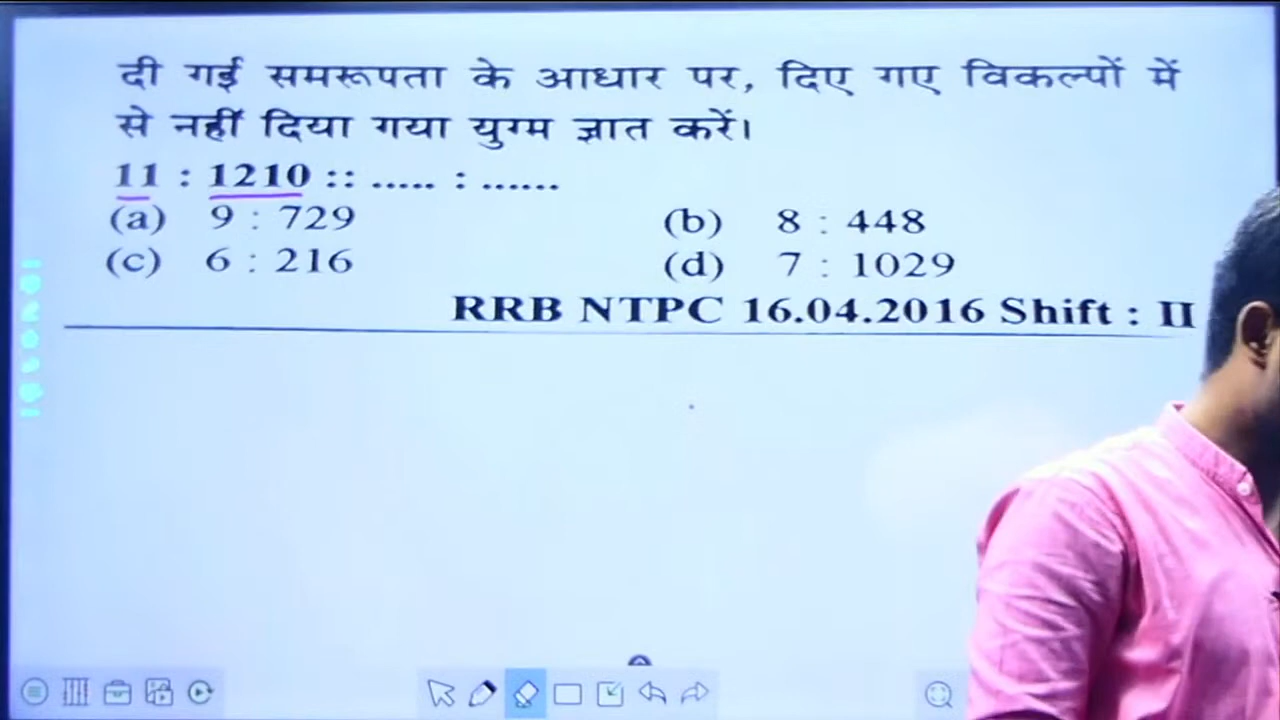 दी गई समरूपता के आधार पर, दिए गए विकल्पों में
से नहीं दिया गया युग्म ज्ञात करें।
11 : 1210 :: ..... : ......
(a) 9 : 729 (b) 8 : 448
(c) 6 : 216 (d) 7 : 1029
RRB NTPC 16.04.2016 Shift : II